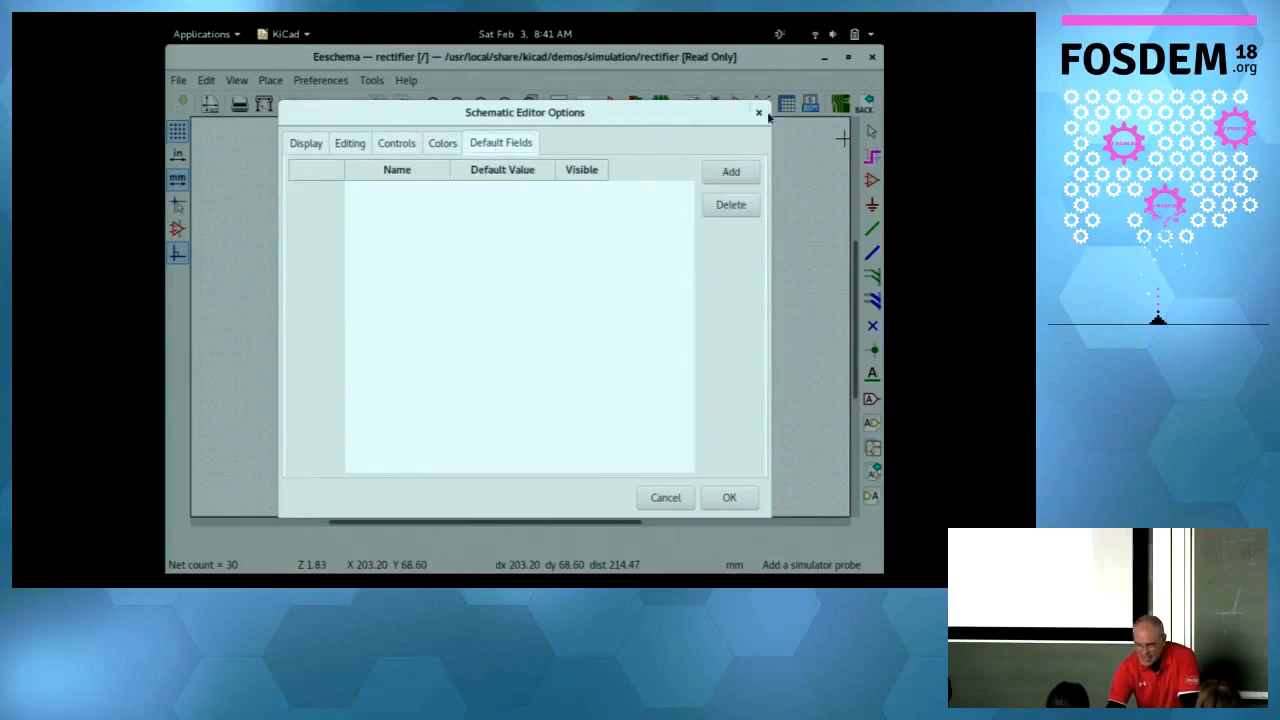 Applications
KiCad
Sat Feb 3, 8:41 AM
Eeschema — rectifier [/] — /usr/local/share/kicad/demos/simulation/rectifier [Read Only]
File Edit View Place Preferences Tools Help
BACK
Schematic Editor Options
Display Editing Controls Colors Default Fields
Name Default Value Visible
Add
Delete
in
mm
Cancel OK
Net count = 30 Z 1.83 X 203.20 Y 68.60 dx 203.20 dy 68.60 dist 214.47 mm Add a simulator probe
FOSDEM 18
.org